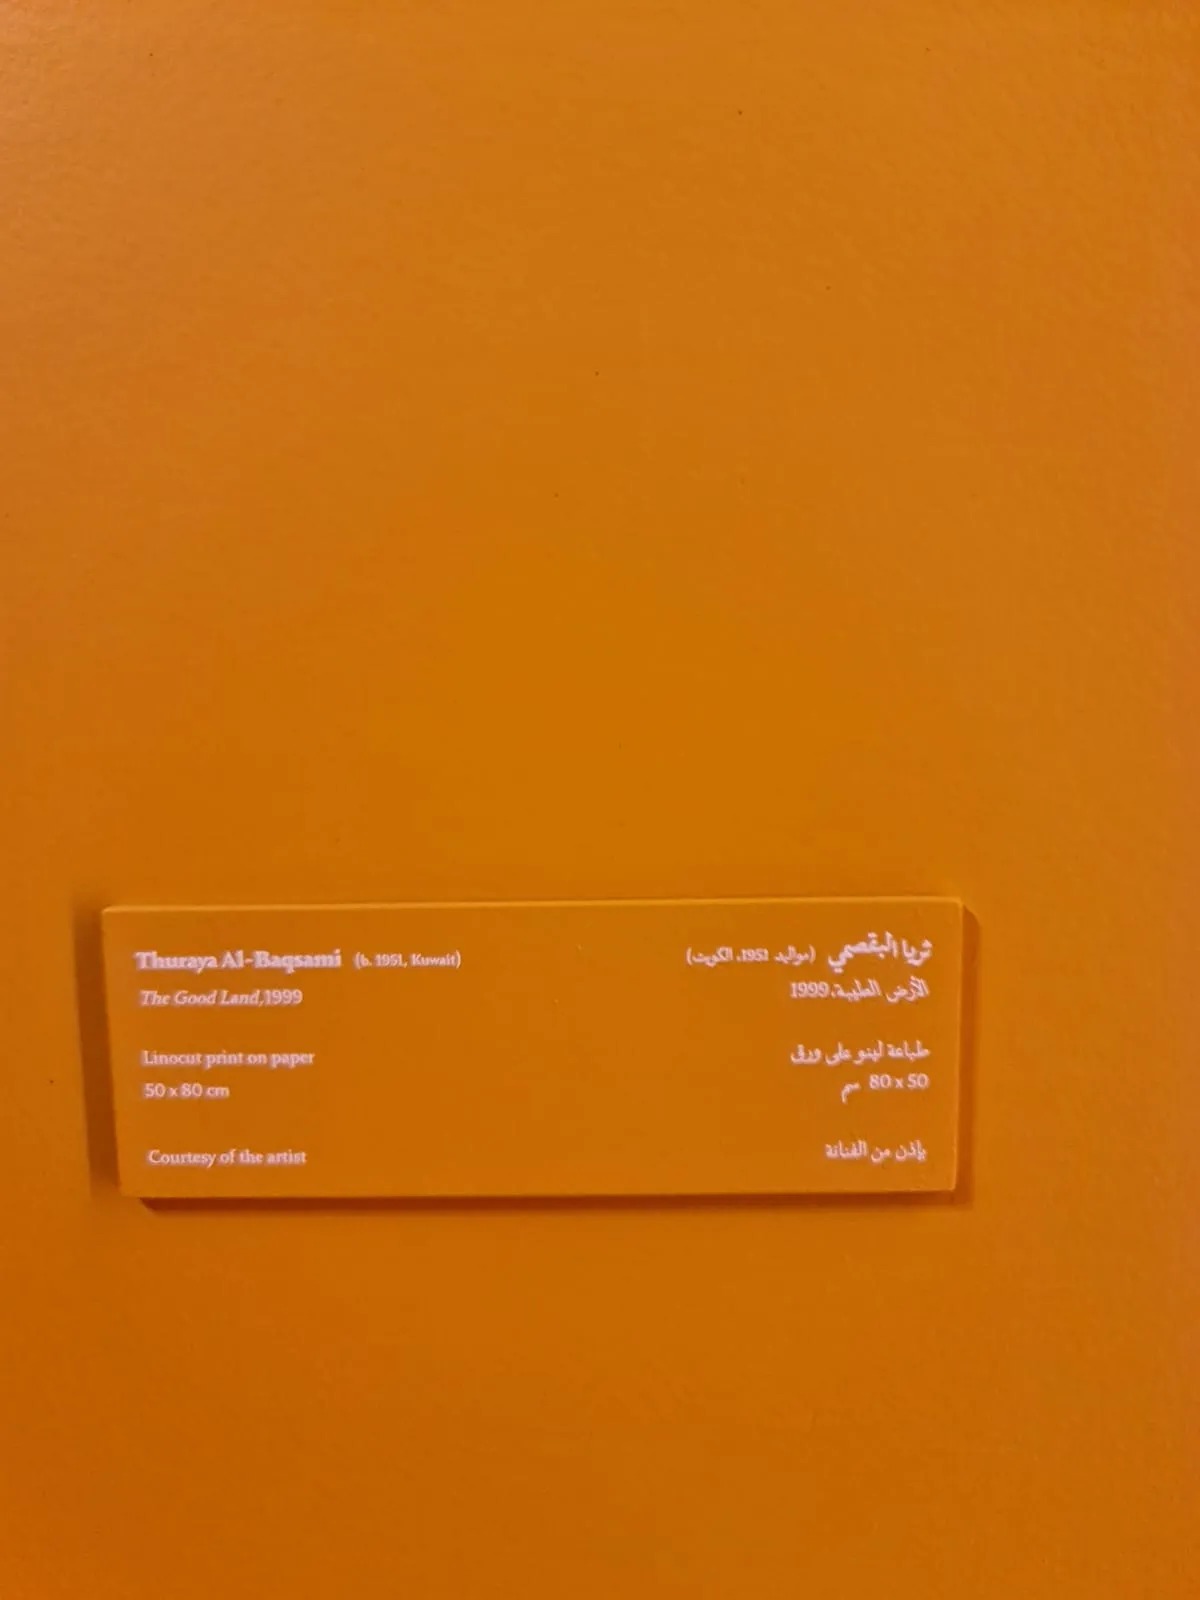 Thuraya Al-Baqsami (b. 1951, Kuwait)
The Good Land,1999
Linocut print on paper
50 x 80 cm
Courtesy of the artist
ثريا البقصمي (مواليد 1951، الكويت)
الأرض الطيبة،1999
طباعة لينو على ورق
50 x 80 سم
بإذن من الفنانة